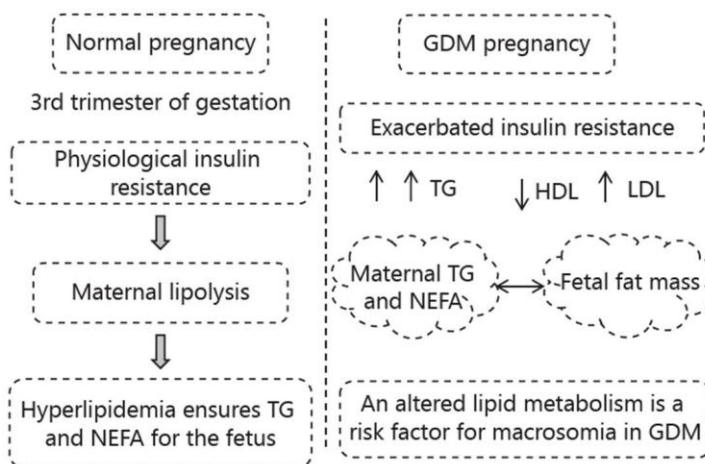 Normal pregnancy
3rd trimester of gestation
Physiological insulin
resistance
Maternal lipolysis
Hyperlipidemia ensures TG
and NEFA for the fetus
GDM pregnancy
Exacerbated insulin resistance
↑ ↑ TG ↓ HDL ↑ LDL
Maternal TG
and NEFA
Fetal fat mass
An altered lipid metabolism is a
risk factor for macrosomia in GDM